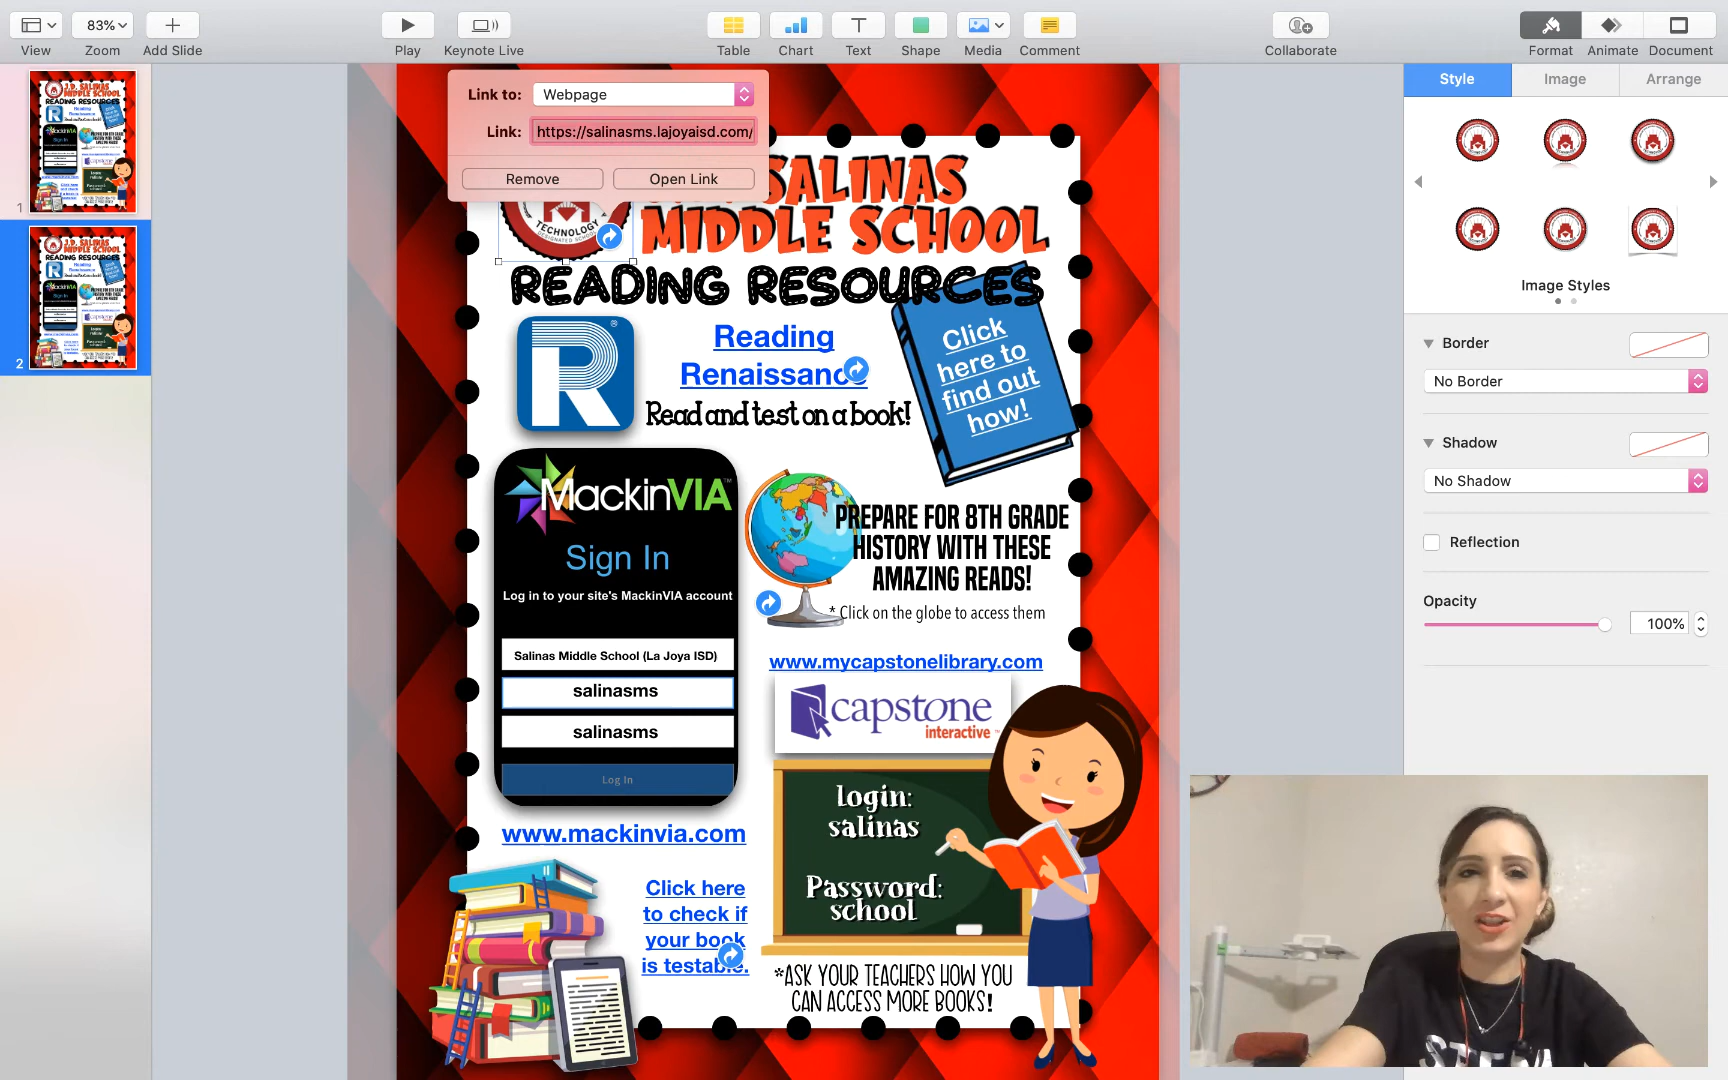 83%
View
Zoom
Add Slide
Play
Keynote Live
Table
Chart
Text
Shape
Media
Comment
Collaborate
Format
Animate
Document
Style
Image
Arrange
Link to:
Webpage
Link:
https://salinasms.lajoyaisd.com/
Remove
Open Link
1
2
TECHNOLOGY
DESIGNATED SCHOOL
SALINAS
MIDDLE SCHOOL
READING RESOURCES
R
®
Reading
Renaissance
Read and test on a book!
Click
here to
find out
how!
MackinVIA™
Sign In
Log in to your site's MackinVIA account
Salinas Middle School (La Joya ISD)
salinasms
salinasms
Log In
www.mackinvia.com
PREPARE FOR 8TH GRADE
HISTORY WITH THESE
AMAZING READS!
* Click on the globe to access them
www.mycapstonelibrary.com
capstone
interactive™
Login:
salinas
Password:
school
Click here
to check if
your book
is testable.
*ASK YOUR TEACHERS HOW YOU
CAN ACCESS MORE BOOKS!
Image Styles
Border
No Border
Shadow
No Shadow
Reflection
Opacity
100%